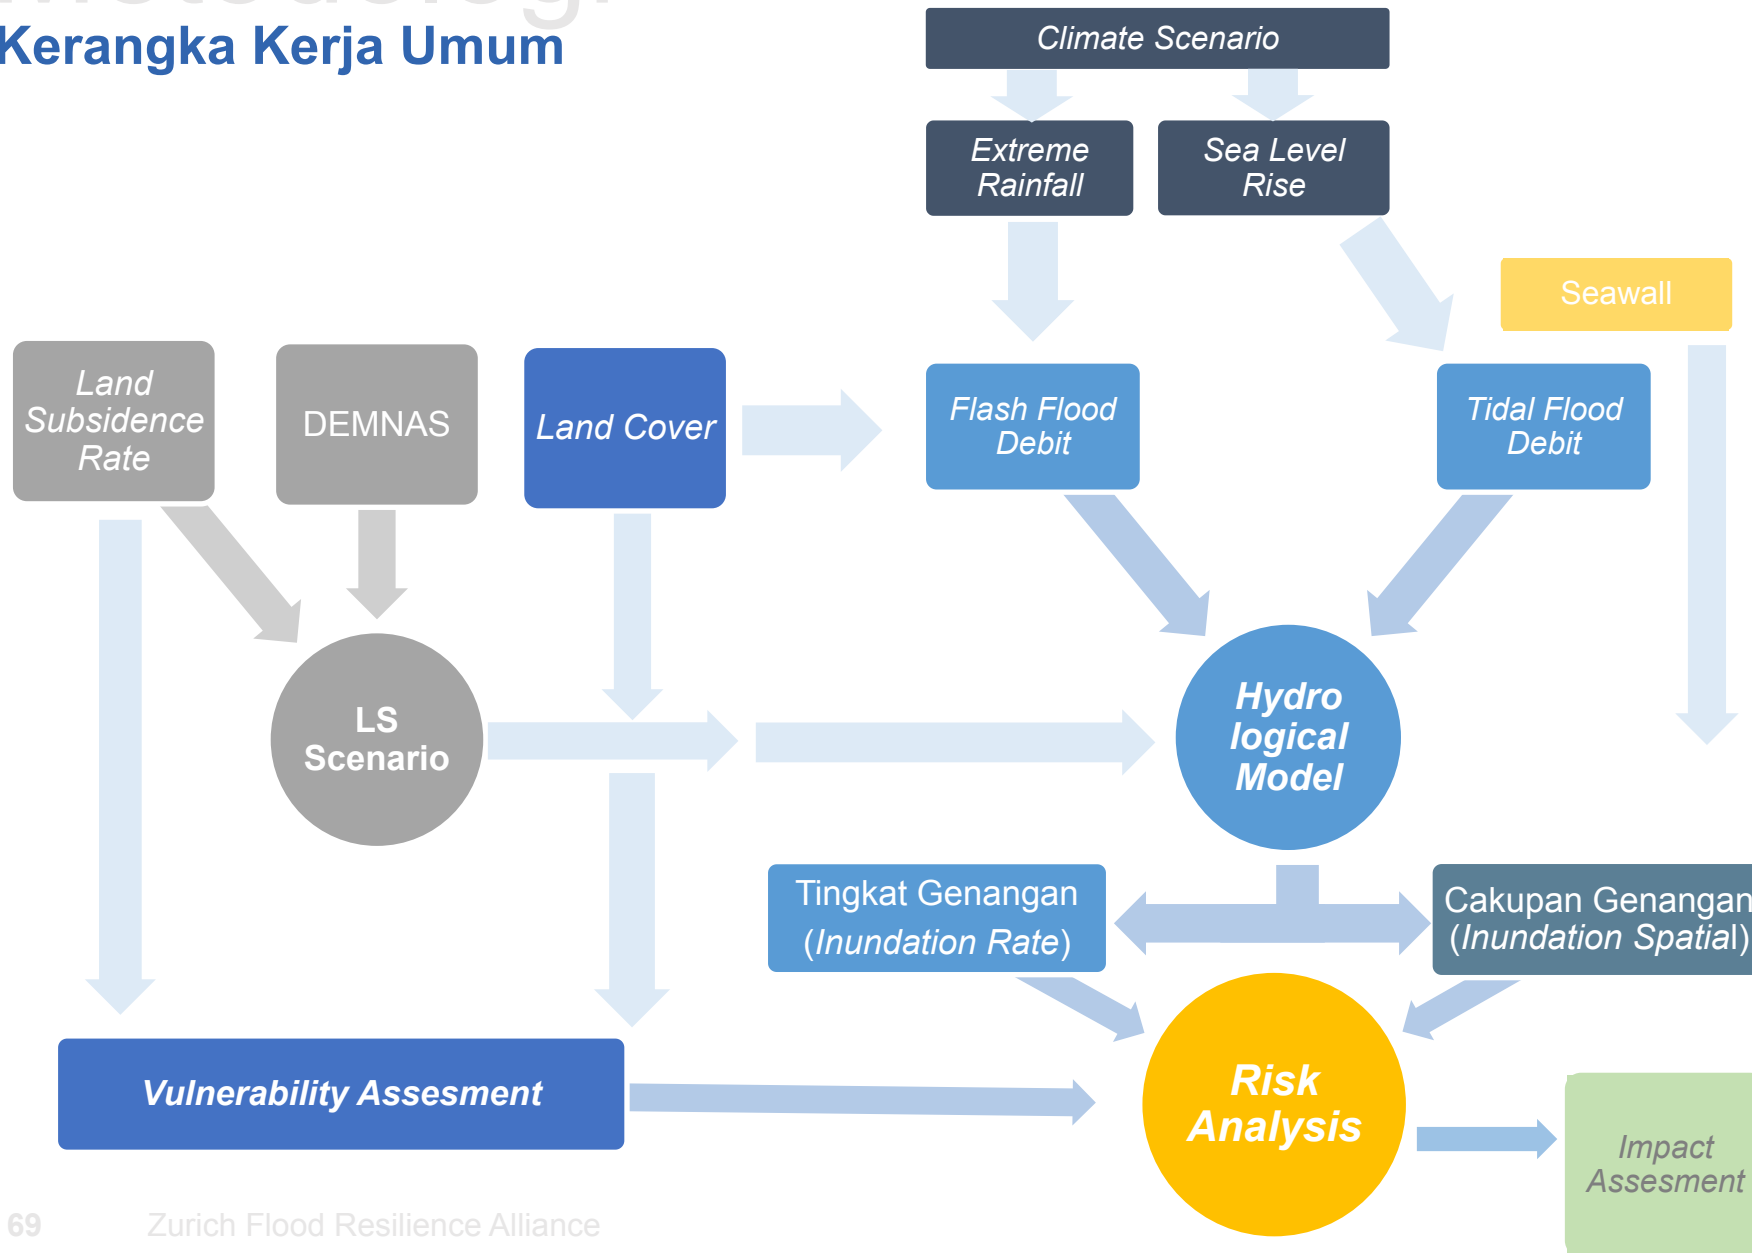 Metodologi
Kerangka Kerja Umum
Climate Scenario
Extreme
Rainfall
Sea Level
Rise
Seawall
Land
Subsidence
Rate
DEMNAS
Land Cover
Flash Flood
Debit
Tidal Flood
Debit
LS
Scenario
Hydro
logical
Model
Tingkat Genangan
(Inundation Rate)
Cakupan Genangan
(Inundation Spatial)
Vulnerability Assesment
Risk
Analysis
Impact
Assesment
69
Zurich Flood Resilience Alliance